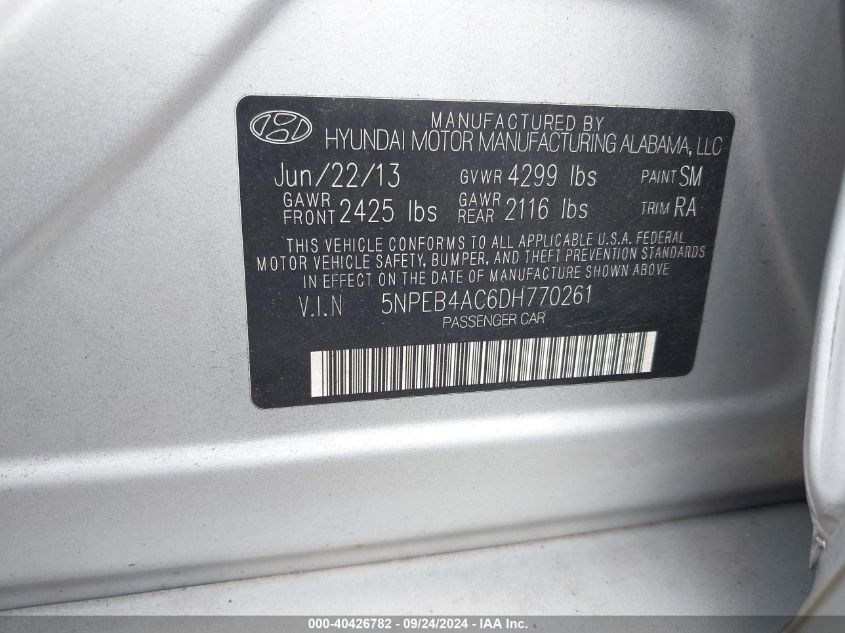 MANUFACTURED BY
HYUNDAI MOTOR MANUFACTURING ALABAMA, LLC
Jun/22/13 GVWR 4299 lbs PAINT SM
GAWR FRONT 2425 lbs GAWR REAR 2116 lbs TRIM RA
THIS VEHICLE CONFORMS TO ALL APPLICABLE U.S.A. FEDERAL
MOTOR VEHICLE SAFETY, BUMPER, AND THEFT PREVENTION STANDARDS
IN EFFECT ON THE DATE OF MANUFACTURE SHOWN ABOVE
V.I.N 5NPEB4AC6DH770261
PASSENGER CAR
000-40426782 - 09/24/2024 - IAA Inc.